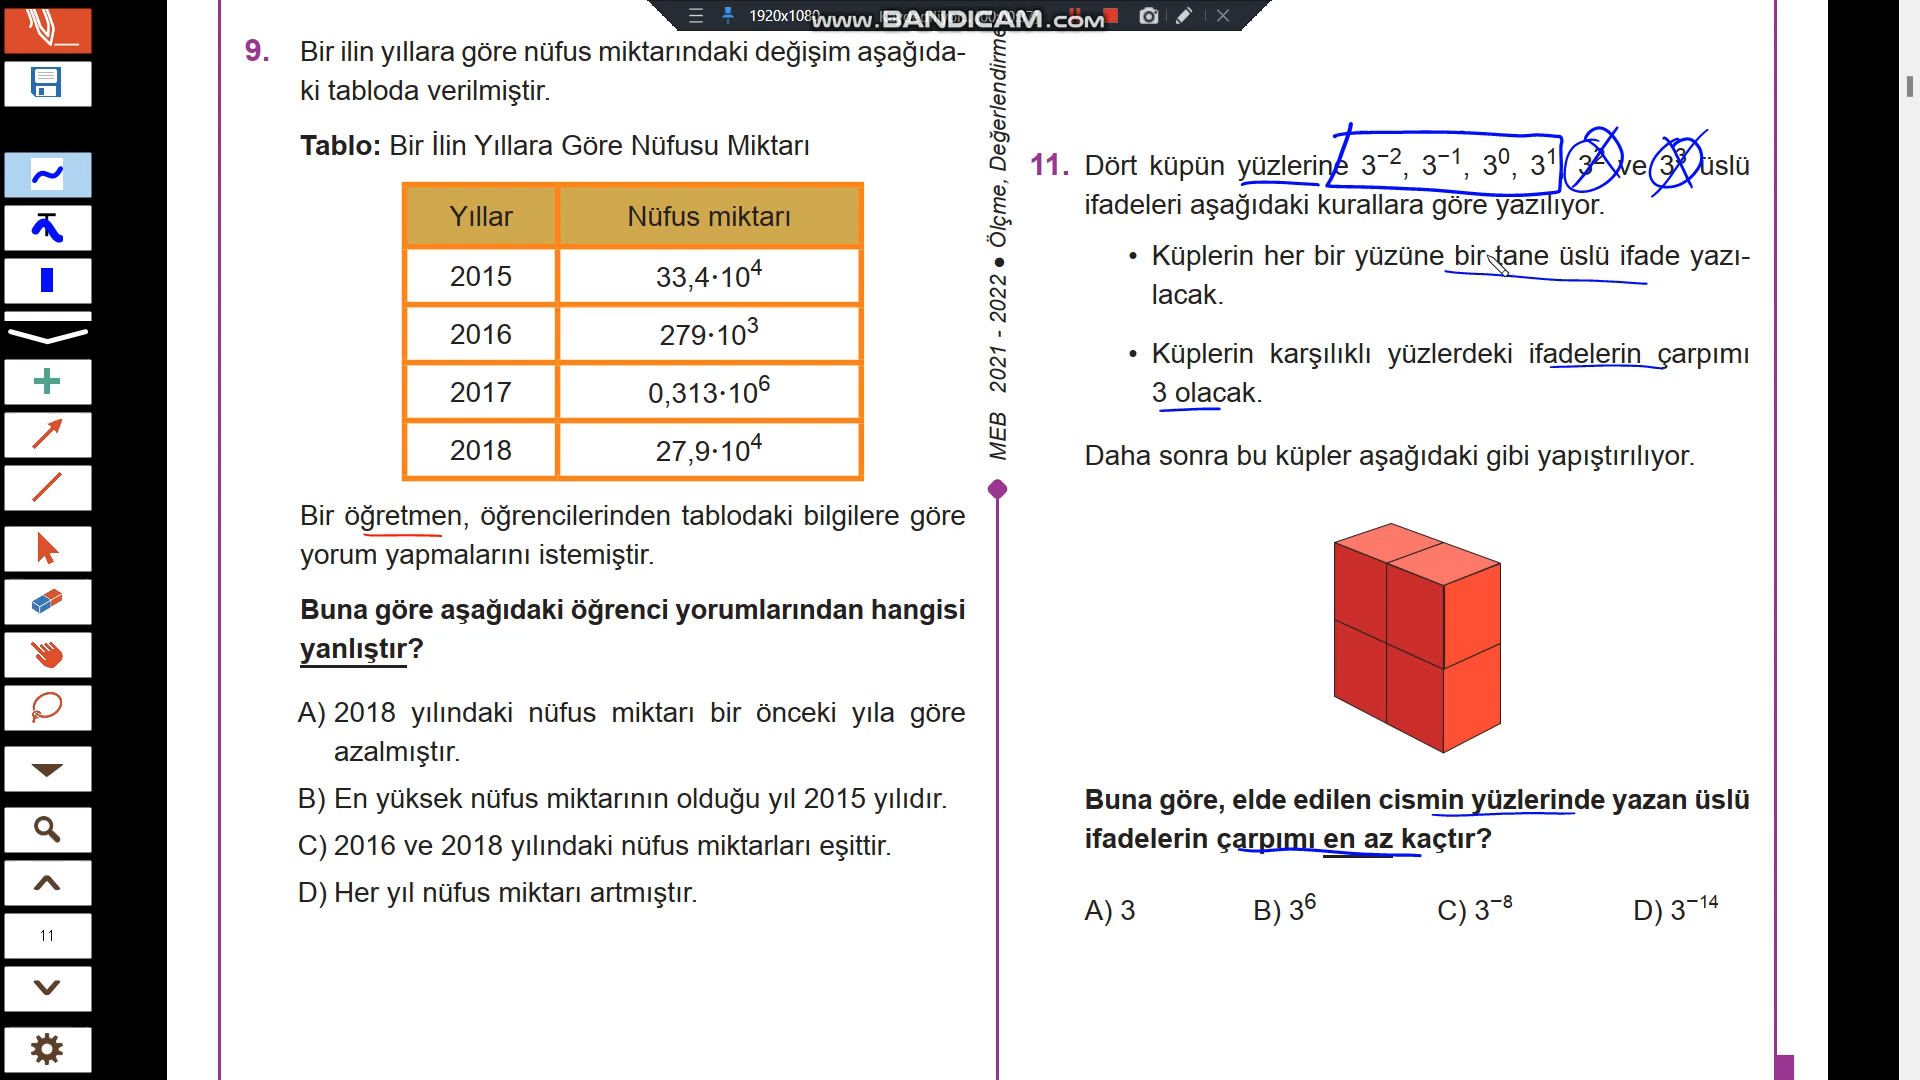 1920x1080
www.BANDICAM.com
9. Bir ilin yıllara göre nüfus miktarındaki değişim aşağıda-
ki tabloda verilmiştir.
Tablo: Bir İlin Yıllara Göre Nüfusu Miktarı
Yıllar Nüfus miktarı
2015 33,4·10⁴
2016 279·10³
2017 0,313·10⁶
2018 27,9·10⁴
Bir öğretmen, öğrencilerinden tablodaki bilgilere göre
yorum yapmalarını istemiştir.
Buna göre aşağıdaki öğrenci yorumlarından hangisi
yanlıştır?
A) 2018 yılındaki nüfus miktarı bir önceki yıla göre
azalmıştır.
B) En yüksek nüfus miktarının olduğu yıl 2015 yılıdır.
C) 2016 ve 2018 yılındaki nüfus miktarları eşittir.
D) Her yıl nüfus miktarı artmıştır.
MEB 2021 - 2022 ● Ölçme, Değerlendirme
11. Dört küpün yüzlerine 3⁻², 3⁻¹, 3⁰, 3¹ 3² ve 3³ üslü
ifadeleri aşağıdaki kurallara göre yazılıyor.
• Küplerin her bir yüzüne bir tane üslü ifade yazı-
lacak.
• Küplerin karşılıklı yüzlerdeki ifadelerin çarpımı
3 olacak.
Daha sonra bu küpler aşağıdaki gibi yapıştırılıyor.
Buna göre, elde edilen cismin yüzlerinde yazan üslü
ifadelerin çarpımı en az kaçtır?
A) 3 B) 3⁶ C) 3⁻⁸ D) 3⁻¹⁴
11